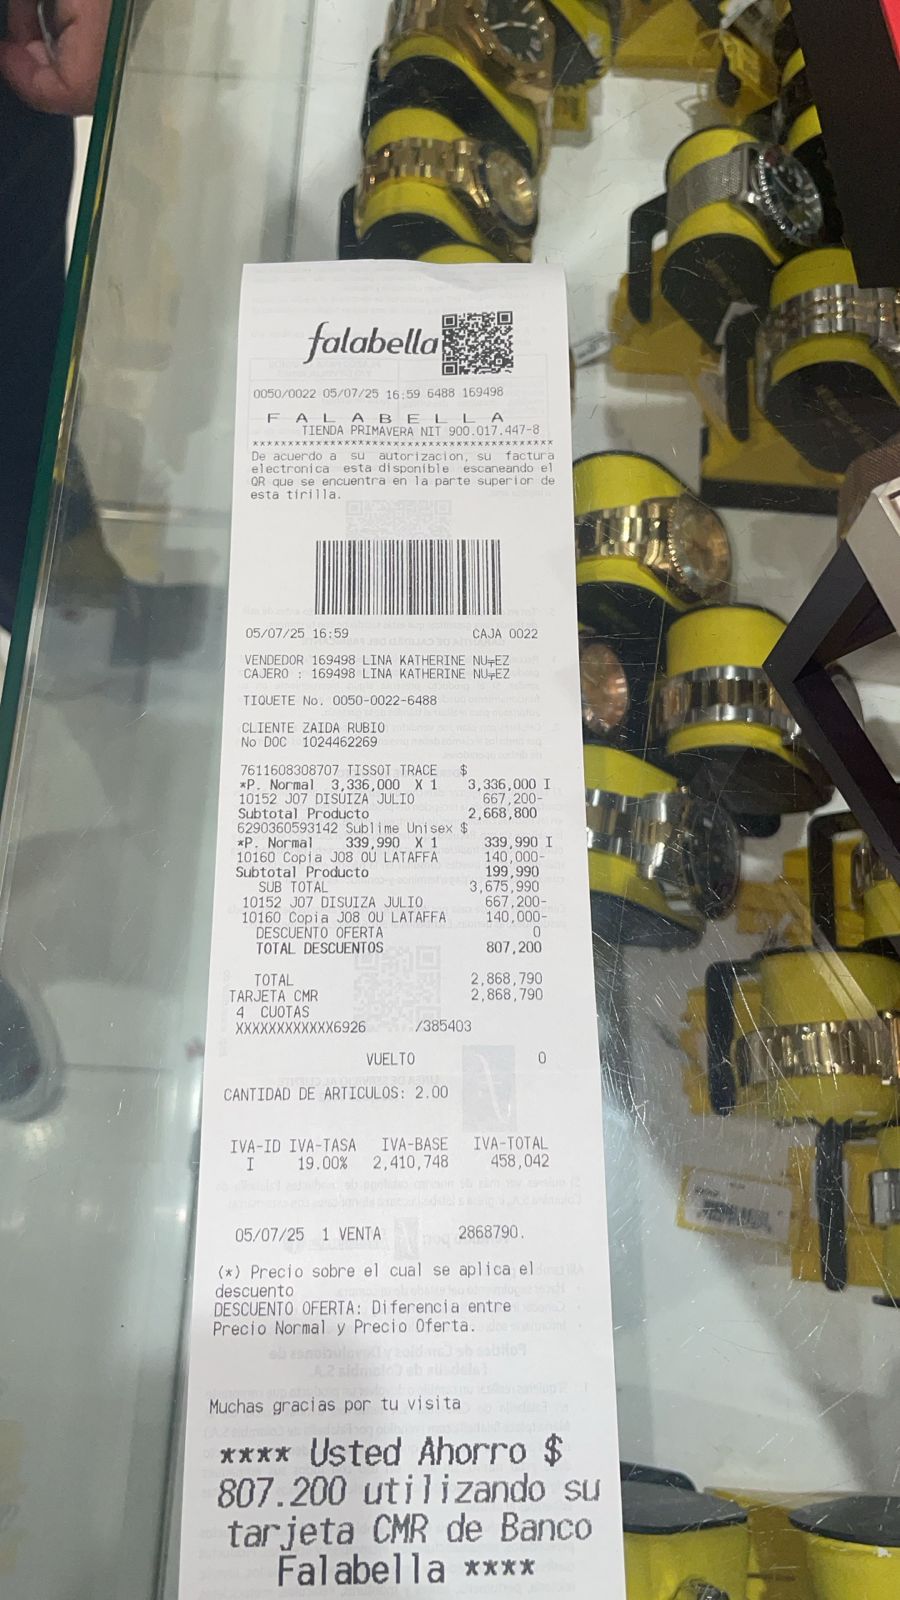 falabella
0050/0022 05/07/25 16:59 6488 169498
F A L A B E L L A
TIENDA PRIMAVERA NIT 900.017.447-8
******************************************************
De acuerdo a su autorizacion, su factura
electronica esta disponible escaneando el
QR que se encuentra en la parte superior de
esta tirilla.
05/07/25 16:59 CAJA 0022
VENDEDOR 169498 LINA KATHERINE NU╤EZ
CAJERO : 169498 LINA KATHERINE NU╤EZ
TIQUETE No. 0050-0022-6488
CLIENTE ZAIDA RUBIO
No DOC 1024462269
7611608308707 TISSOT TRACE $
*P. Normal 3,336,000 X 1 3,336,000 I
10152 J07 DISUIZA JULIO 667,200-
Subtotal Producto 2,668,800
6290360593142 Sublime Unisex $
*P. Normal 339,990 X 1 339,990 I
10160 Copia J08 OU LATAFFA 140,000-
Subtotal Producto 199,990
SUB TOTAL 3,675,990
10152 J07 DISUIZA JULIO 667,200-
10160 Copia J08 OU LATAFFA 140,000-
DESCUENTO OFERTA 0
TOTAL DESCUENTOS 807,200
TOTAL 2,868,790
TARJETA CMR 2,868,790
4 CUOTAS
XXXXXXXXXXXX6926 /385403
VUELTO 0
CANTIDAD DE ARTICULOS: 2.00
IVA-ID IVA-TASA IVA-BASE IVA-TOTAL
I 19.00% 2,410,748 458,042
05/07/25 1 VENTA 2868790.
(*) Precio sobre el cual se aplica el
descuento
DESCUENTO OFERTA: Diferencia entre
Precio Normal y Precio Oferta.
Muchas gracias por tu visita
**** Usted Ahorro $
807.200 utilizando su
tarjeta CMR de Banco
Falabella ****